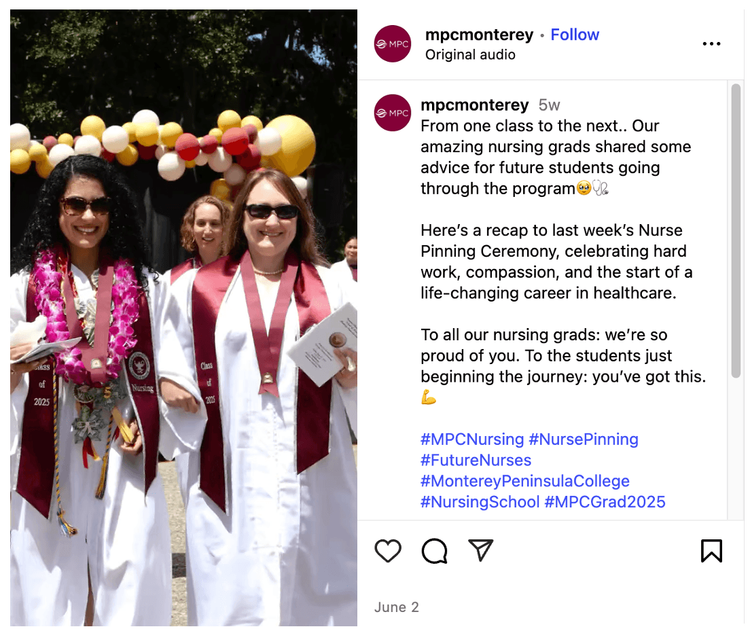 mpcmonterey • Follow
Original audio
MPC
MPC
mpcmonterey 5w
From one class to the next.. Our
amazing nursing grads shared some
advice for future students going
through the program🥹🩺
Here's a recap to last week's Nurse
Pinning Ceremony, celebrating hard
work, compassion, and the start of a
life-changing career in healthcare.
To all our nursing grads: we're so
proud of you. To the students just
beginning the journey: you've got this.
💪
#MPCNursing #NursePinning
#FutureNurses
#MontereyPeninsulaCollege
#NursingSchool #MPCGrad2025
June 2
Class
of
2025
Nursing
Class
of
2025